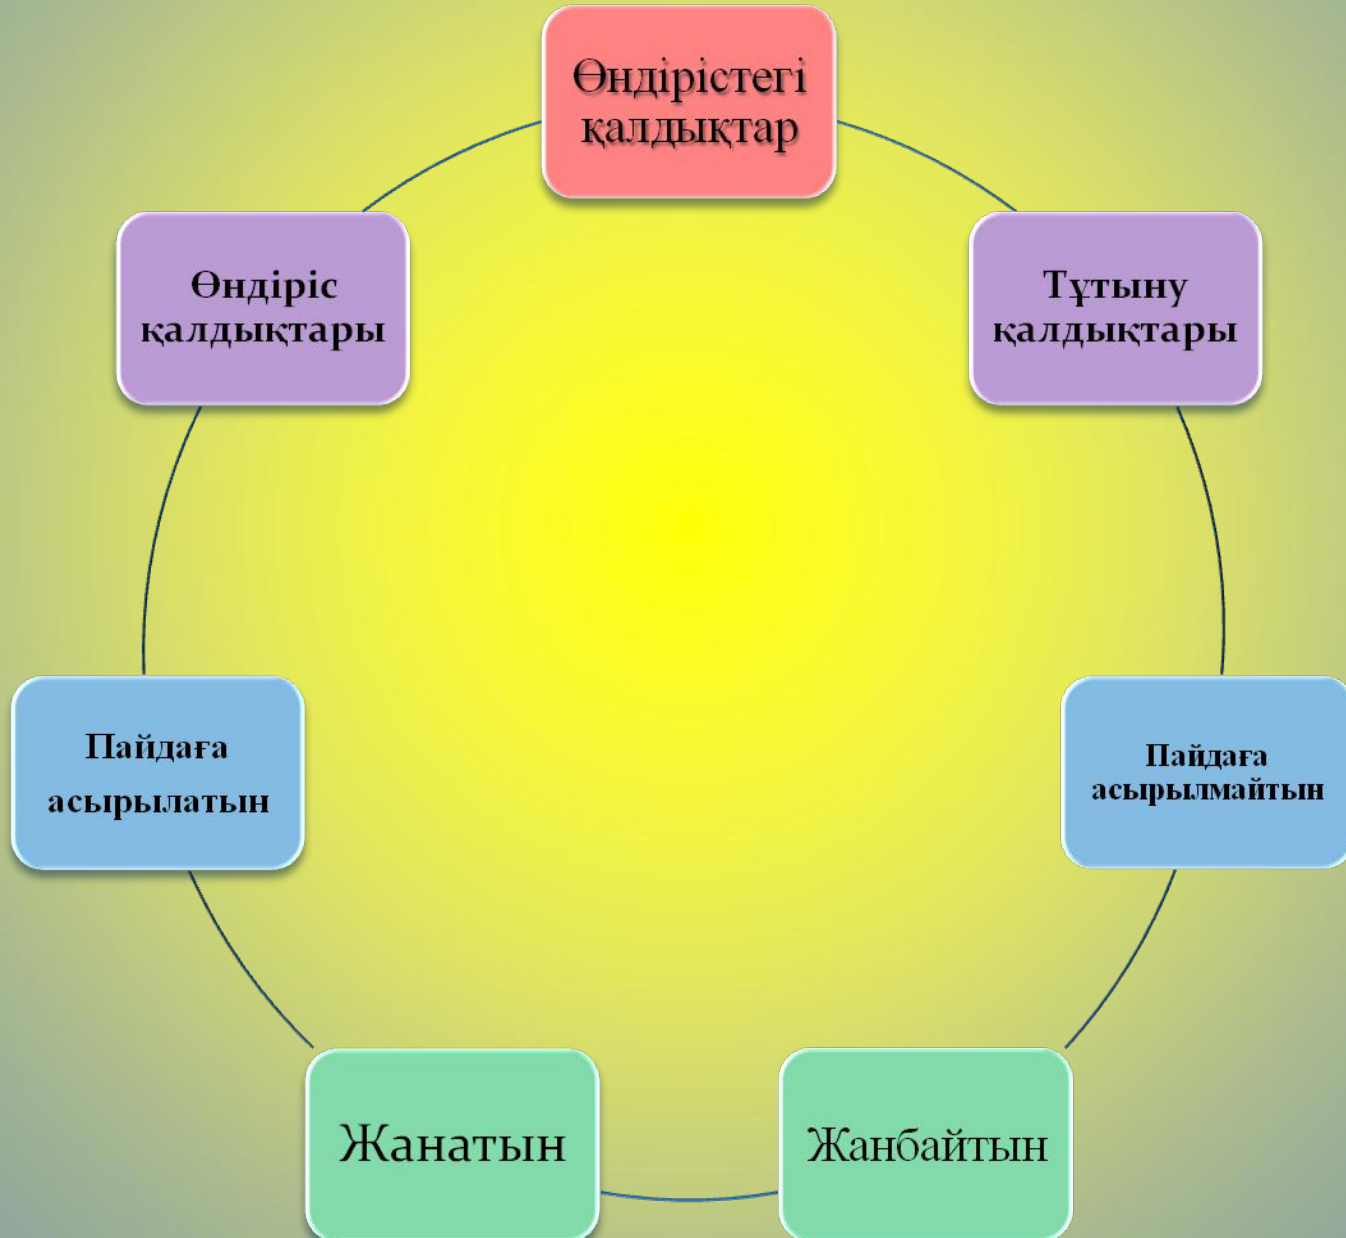 Өндірістегі
қалдықтар
Өндіріс
қалдықтары
Тұтыну
қалдықтары
Пайдаға
асырылатын
Пайдаға
асырылмайтын
Жанатын
Жанбайтын